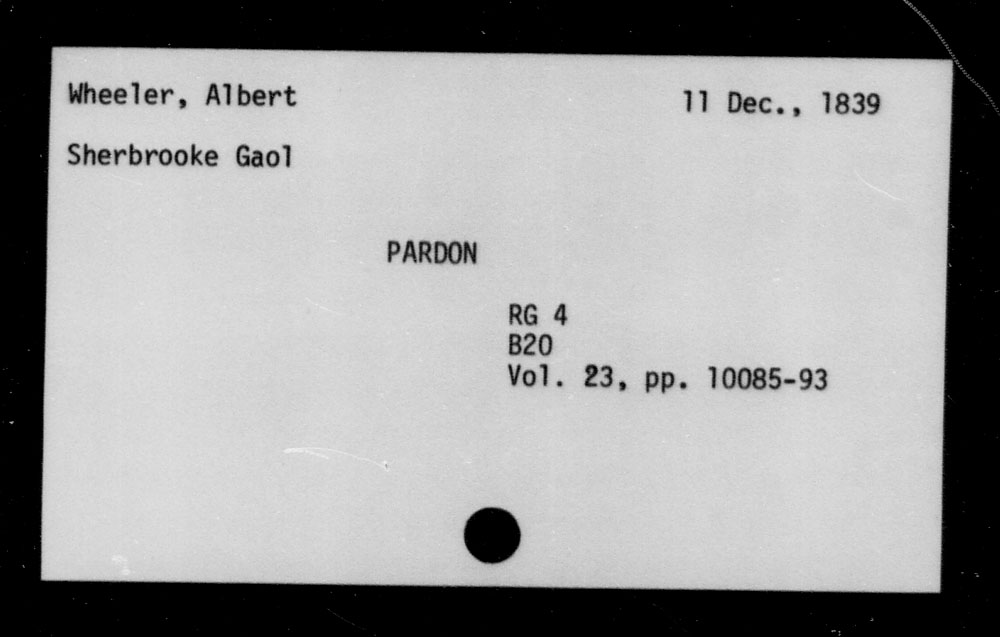 Wheeler, Albert 11 Dec., 1839
Sherbrooke Gaol
PARDON
RG 4
B20
Vol. 23, pp. 10085-93